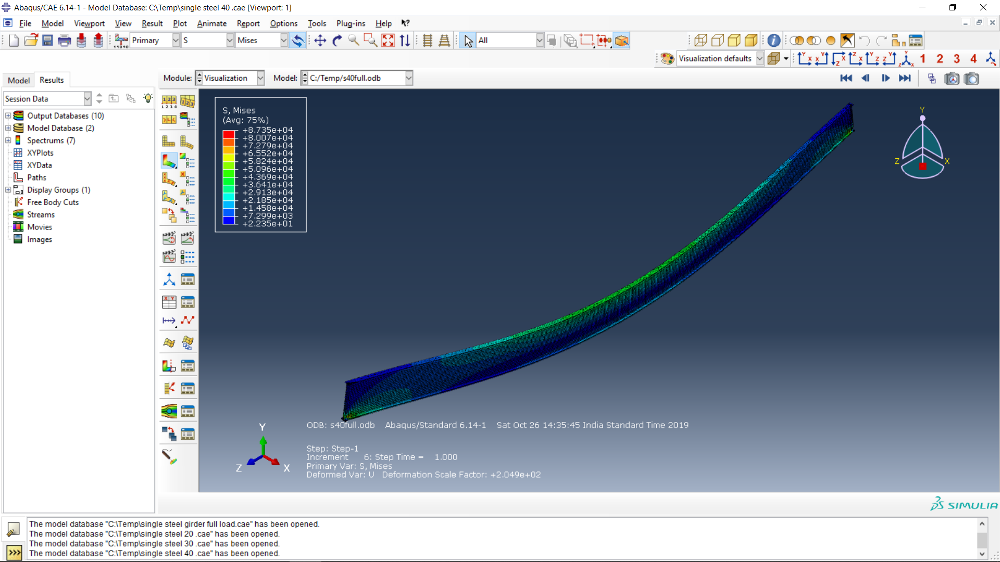 Abaqus/CAE 6.14-1 - Model Database: C:\Temp\single steel 40 .cae [Viewport: 1]
File Model Viewport View Result Plot Animate Report Options Tools Plug-ins Help
Primary S Mises All
Visualization defaults 1 2 3 4
Model Results Module: Visualization Model: C:/Temp/s40full.odb
Session Data
Output Databases (10)
Model Database (2)
Spectrums (7)
XYPlots
XYData
Paths
Display Groups (1)
Free Body Cuts
Streams
Movies
Images
S, Mises
(Avg: 75%)
+8.735e+04
+8.007e+04
+7.279e+04
+6.552e+04
+5.824e+04
+5.096e+04
+4.369e+04
+3.641e+04
+2.913e+04
+2.185e+04
+1.458e+04
+7.299e+03
+2.235e+01
Y
Z X
Y
Z X
ODB: s40full.odb Abaqus/Standard 6.14-1 Sat Oct 26 14:35:45 India Standard Time 2019
Step: Step-1
Increment 6: Step Time = 1.000
Primary Var: S, Mises
Deformed Var: U Deformation Scale Factor: +2.049e+02
SIMULIA
The model database "C:\Temp\single steel girder full load.cae" has been opened.
The model database "C:\Temp\single steel 20 .cae" has been opened.
The model database "C:\Temp\single steel 30 .cae" has been opened.
The model database "C:\Temp\single steel 40 .cae" has been opened.